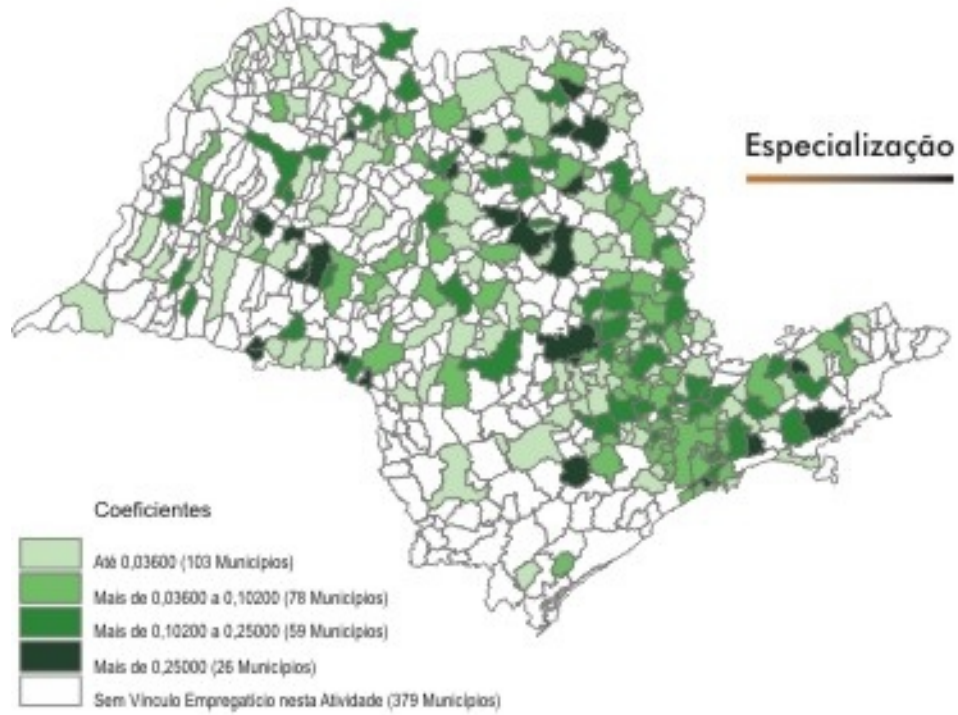 Especialização
Coeficientes
Até 0,03600 (103 Municípios)
Mais de 0,03600 a 0,10200 (78 Municípios)
Mais de 0,10200 a 0,25000 (59 Municípios)
Mais de 0,25000 (26 Municípios)
Sem Vínculo Empregatício nesta Atividade (379 Municípios)